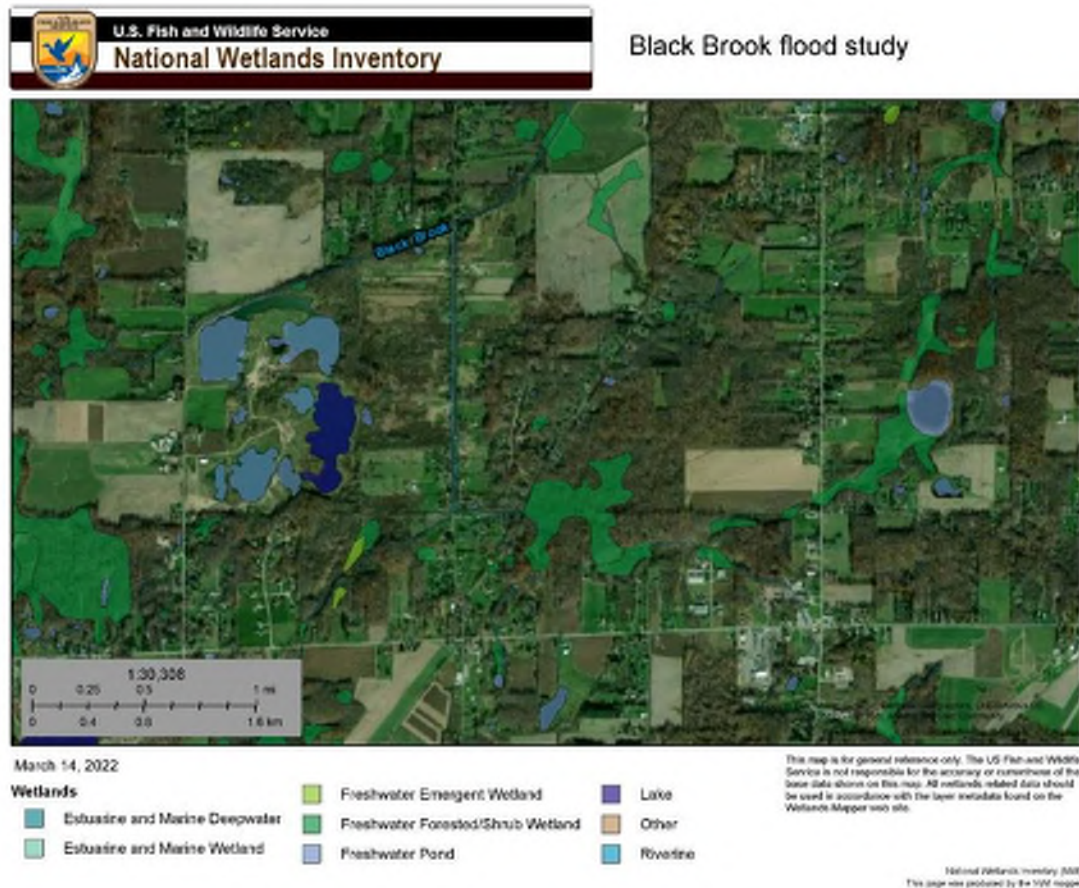 U.S. Fish and Wildlife Service
National Wetlands Inventory
Black Brook flood study
Black Brook
1:30,308
0 0.25 0.5 1 mi
0 0.4 0.8 1.6 km
March 14, 2022
Wetlands
Estuarine and Marine Deepwater
Estuarine and Marine Wetland
Freshwater Emergent Wetland
Freshwater Forested/Shrub Wetland
Freshwater Pond
Lake
Other
Riverine
This map is for general reference only. The US Fish and Wildlife
Service is not responsible for the accuracy or currentness of the
base data shown on this map. All wetlands related data should
be used in accordance with the layer metadata found on the
Wetlands Mapper web site.
National Wetlands Inventory
This page was produced by the NWI mapper